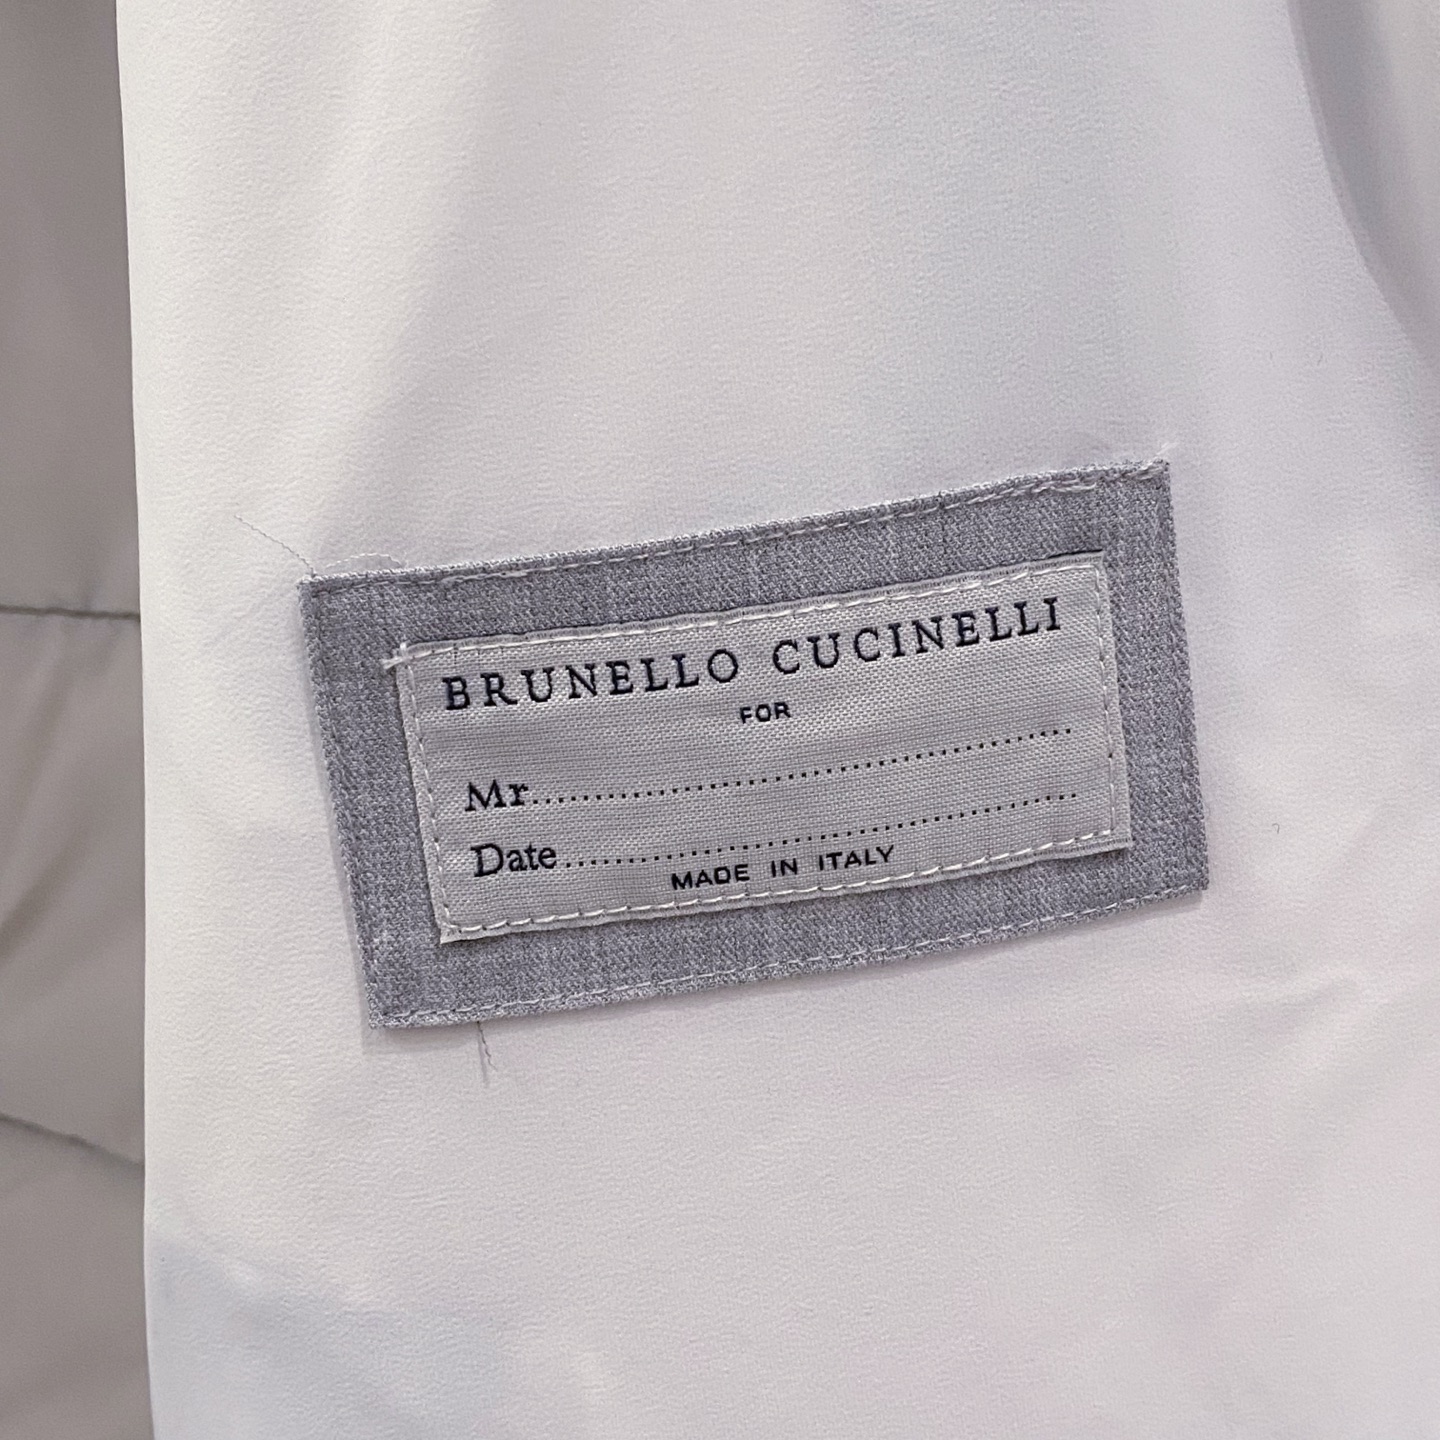 BRUNELLO CUCINELLI
FOR
Mr..............................................
Date..........................................
MADE IN ITALY